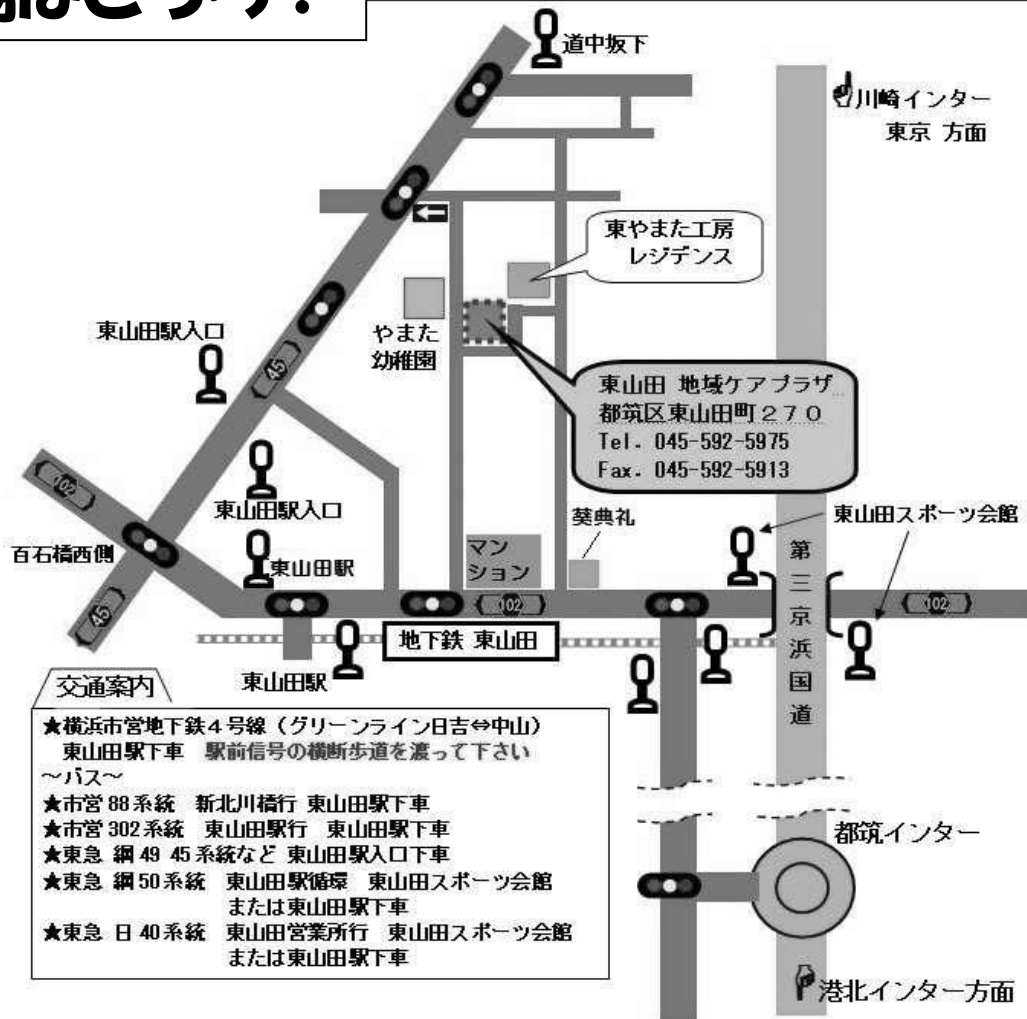 はどうゲ!
道中坂下
川崎インター
東京 方面
東やまた工房
レジデンス
東山田駅入口
45
やまた
幼稚園
東山田 地域ケアプラザ
都筑区東山田町270
Tel. 045-592-5975
Fax. 045-592-5913
102
東山田駅入口
葵典礼
東山田スポーツ会館
百石橋西側
東山田駅
マン
ション
第三京浜国道
102
102
45
地下鉄 東山田
東山田駅
交通案内
★横浜市営地下鉄4号線(グリーンライン日吉⇔中山)
東山田駅下車 駅前信号の横断歩道を渡って下さい
~バス~
★市営88系統 新北川橋行 東山田駅下車
★市営302系統 東山田駅行 東山田駅下車
★東急 綱49 45系統など 東山田駅入口下車
★東急 綱50系統 東山田駅循環 東山田スポーツ会館
または東山田駅下車
★東急 日40系統 東山田営業所行 東山田スポーツ会館
または東山田駅下車
都筑インター
港北インター方面